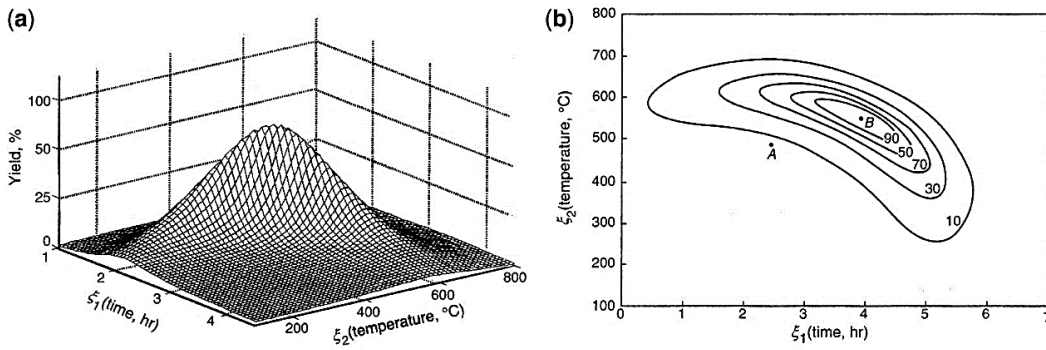 (a)
100
50
25
0
Yield, %
1
2
3
4
ξ1(time, hr)
200
400
600
800
ξ2(temperature, °C)
(b)
800
700
600
500
400
300
200
100
ξ2(temperature, °C)
B
A
90
50
70
30
10
0 1 2 3 4 5 6 7
ξ1(time, hr)